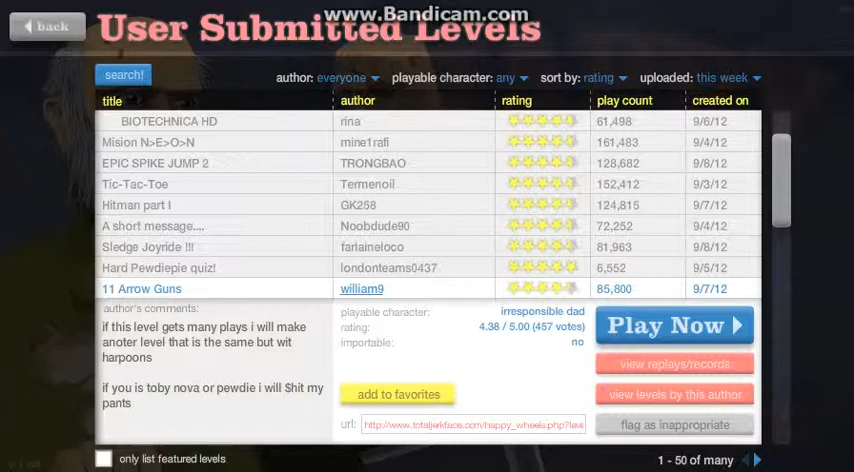 www.Bandicam.com
back
User Submitted Levels
search!
author: everyone playable character: any sort by: rating uploaded: this week
title author rating play count created on
BIOTECHNICA HD rina 61,498 9/6/12
Mision N>E>O>N mine1rafi 161,483 9/4/12
EPIC SPIKE JUMP 2 TRONGBAO 128,682 9/8/12
Tic-Tac-Toe Termenoil 152,412 9/3/12
Hitman part I GK258 124,815 9/7/12
A short message.... Noobdude90 72,252 9/4/12
Sledge Joyride !!! farlaineloco 81,963 9/8/12
Hard Pewdiepie quiz! londonteams0437 6,552 9/5/12
11 Arrow Guns william9 85,800 9/7/12
author's comments:
if this level gets many plays i will make
anoter level that is the same but wit
harpoons
if you is toby nova or pewdie i will $hit my
pants
playable character: irresponsible dad
rating: 4.38 / 5.00 (457 votes)
importable: no
add to favorites
url: http://www.totaljerkface.com/happy_wheels.php?leve
Play Now
view replays/records
view levels by this author
flag as inappropriate
only list featured levels
1 - 50 of many